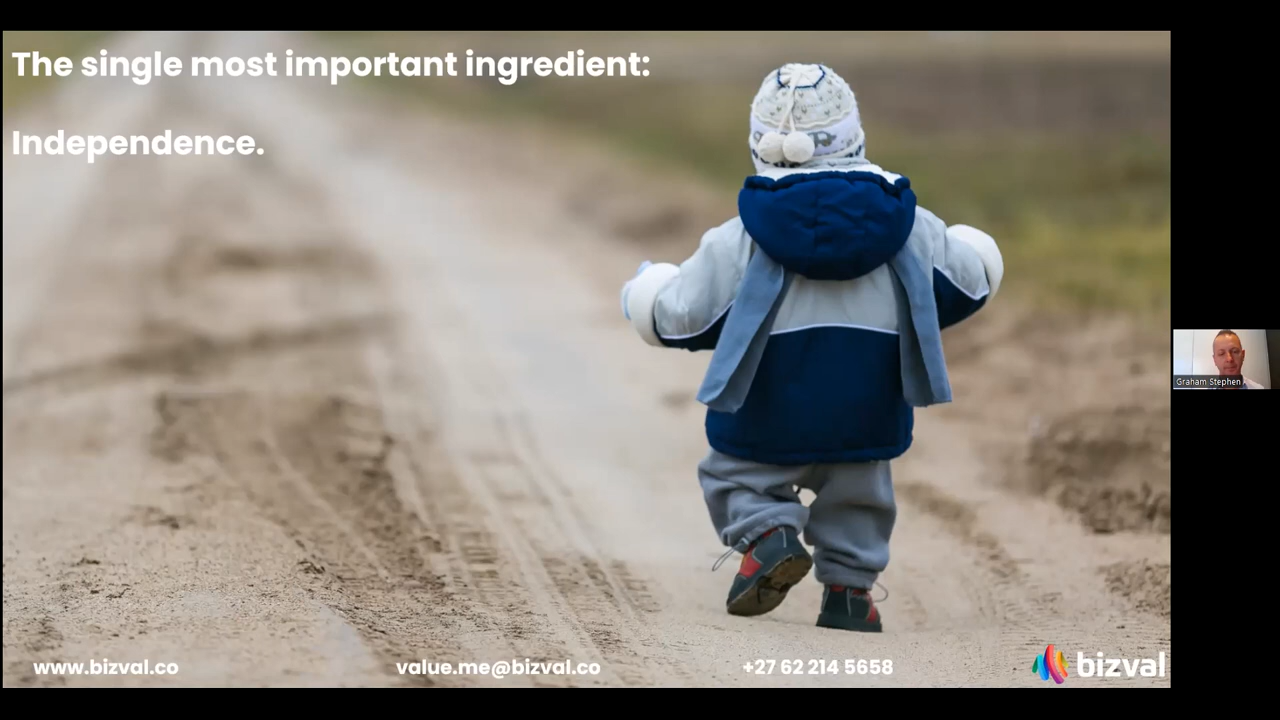 The single most important ingredient:
Independence.
Graham Stephen
www.bizval.co
value.me@bizval.co
+27 62 214 5658
bizval